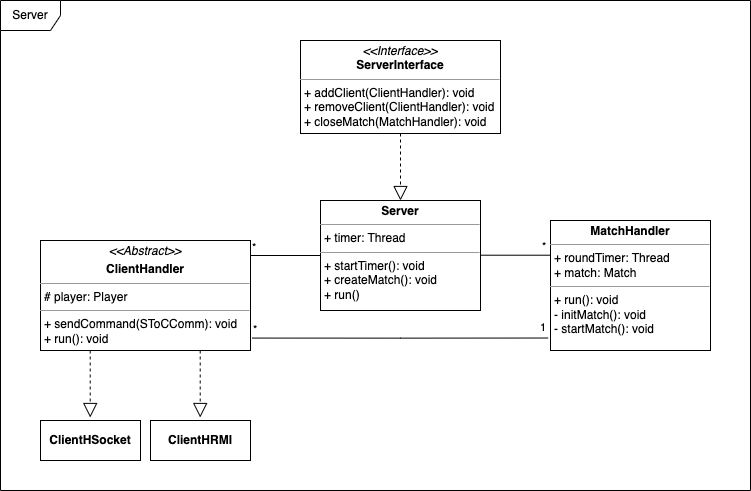 Server
<<Interface>>
ServerInterface
+ addClient(ClientHandler): void
+ removeClient(ClientHandler): void
+ closeMatch(MatchHandler): void
Server
+ timer: Thread
+ startTimer(): void
+ createMatch(): void
+ run()
MatchHandler
+ roundTimer: Thread
+ match: Match
+ run(): void
- initMatch(): void
- startMatch(): void
<<Abstract>>
ClientHandler
# player: Player
+ sendCommand(SToCComm): void
+ run(): void
*
*
*
1
ClientHSocket
ClientHRMI